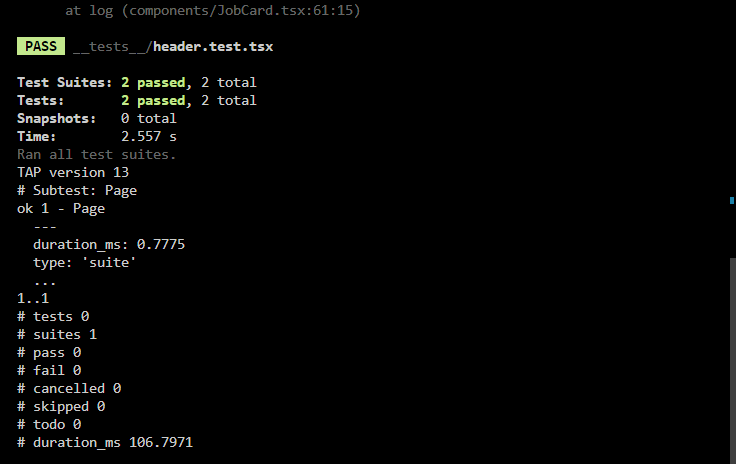 at log (components/JobCard.tsx:61:15)
PASS __tests__/header.test.tsx
Test Suites: 2 passed, 2 total
Tests: 2 passed, 2 total
Snapshots: 0 total
Time: 2.557 s
Ran all test suites.
TAP version 13
# Subtest: Page
ok 1 - Page
---
duration_ms: 0.7775
type: 'suite'
...
1..1
# tests 0
# suites 1
# pass 0
# fail 0
# cancelled 0
# skipped 0
# todo 0
# duration_ms 106.7971